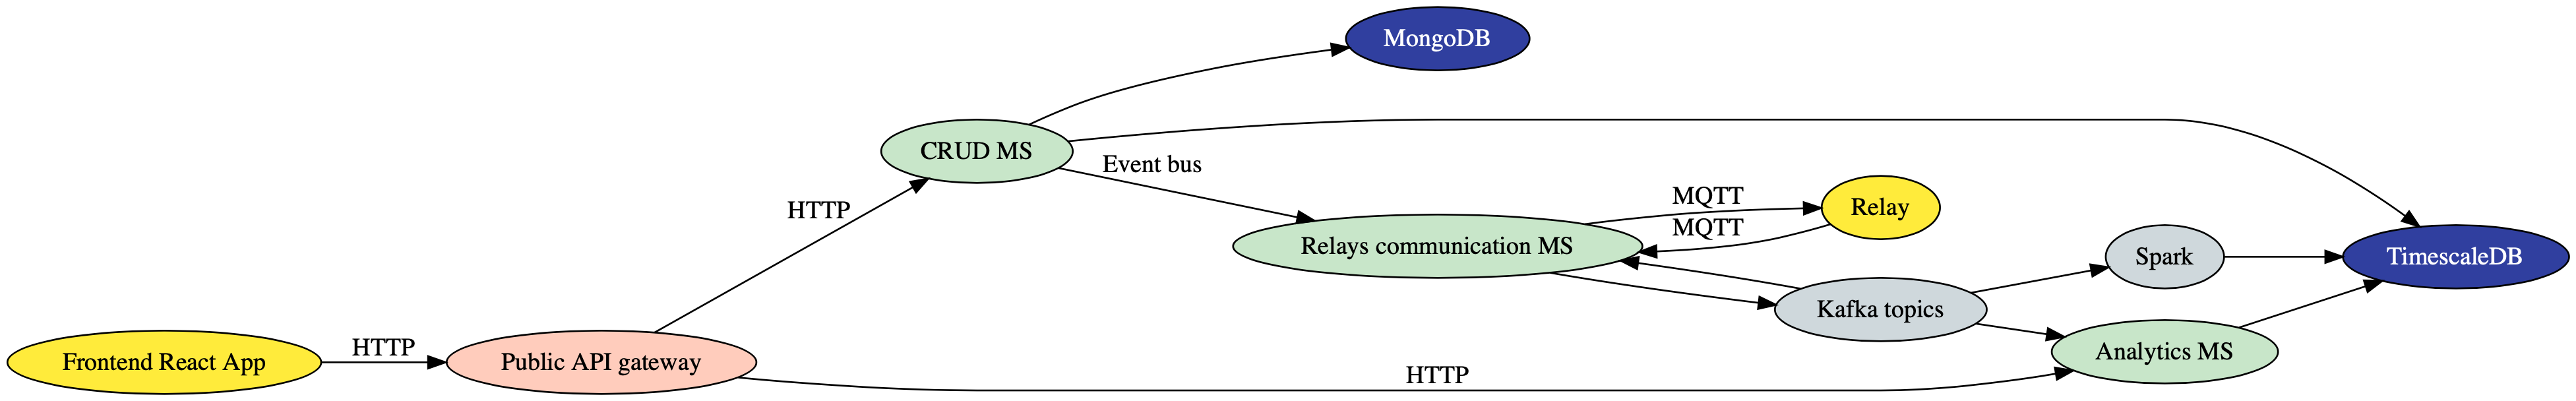 MongoDB
CRUD MS
Event bus
HTTP
MQTT
Relay
MQTT
Relays communication MS
Spark
TimescaleDB
Kafka topics
Analytics MS
Frontend React App
HTTP
Public API gateway
HTTP